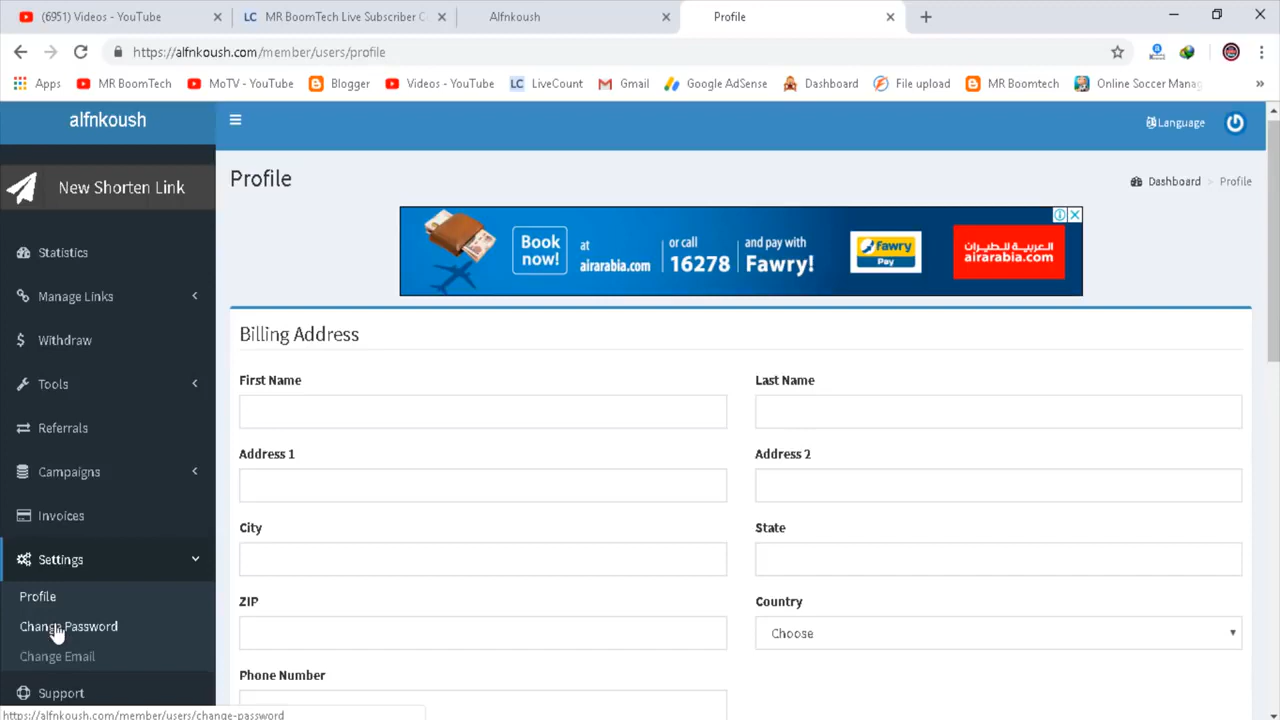 (6951) Videos - YouTube
MR BoomTech Live Subscriber C
Alfnkoush
Profile
https://alfnkoush.com/member/users/profile
Apps
MR BoomTech
MoTV - YouTube
Blogger
Videos - YouTube
LC LiveCount
Gmail
Google AdSense
Dashboard
File upload
MR Boomtech
Online Soccer Manag
alfnkoush
Language
New Shorten Link
Profile
Dashboard > Profile
Book now!
at airarabia.com
or call 16278
and pay with Fawry!
Fawry Pay
العربية للطيران
airarabia.com
Statistics
Manage Links
Withdraw
Tools
Referrals
Campaigns
Invoices
Settings
Profile
Change Password
Change Email
Support
Billing Address
First Name
Last Name
Address 1
Address 2
City
State
ZIP
Country
Choose
Phone Number
https://alfnkoush.com/member/users/change-password